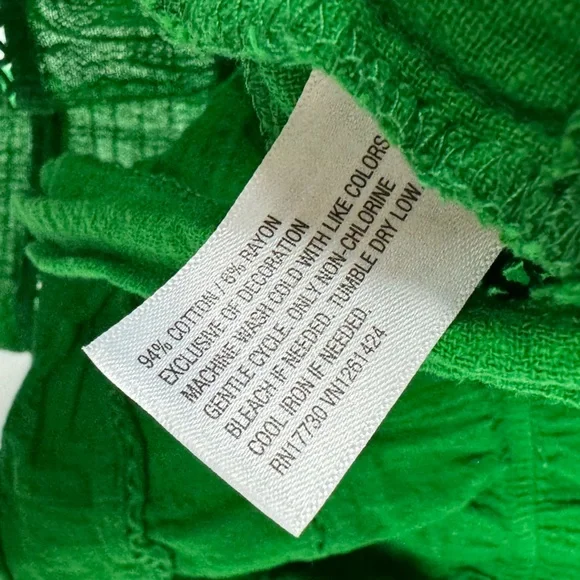 94% COTTON / 6% RAYON
EXCLUSIVE OF DECORATION
MACHINE WASH COLD WITH LIKE COLORS
GENTLE CYCLE. ONLY NON-CHLORINE
BLEACH IF NEEDED. TUMBLE DRY LOW.
COOL IRON IF NEEDED.
RN17730 VN1251424